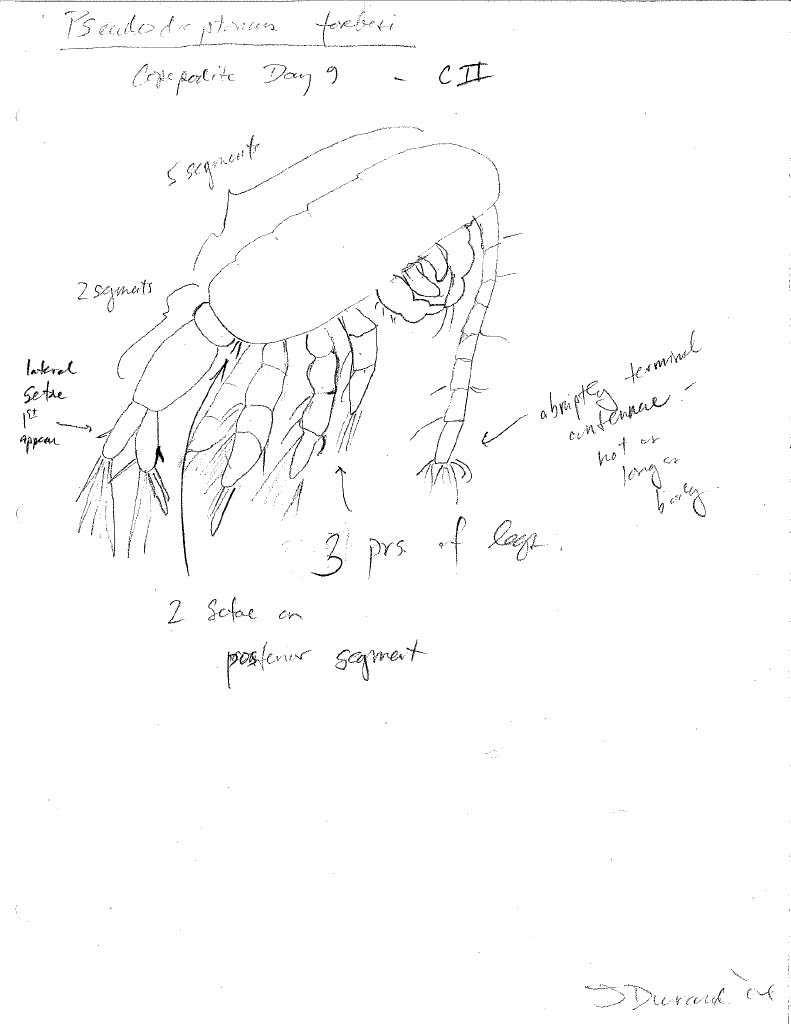 Pseudodiaptomus forbesi
Copepodite Day 9 - CII
5 segments
2 segments
lateral
setae
1st
appear
abruptly terminal
antennae -
not as
long as
body.
3 prs. of legs.
2 Setae on
posterior segment
J Durand '04